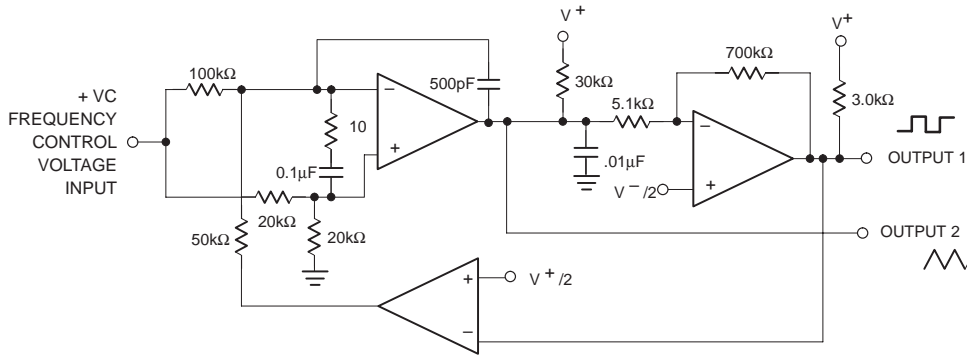 V+
V+
100kΩ
500pF
30kΩ
700kΩ
5.1kΩ
3.0kΩ
+ VC
FREQUENCY
CONTROL
VOLTAGE
INPUT
−
+
10
0.1µF
.01µF
−
+
V−/2
OUTPUT 1
20kΩ
20kΩ
50kΩ
OUTPUT 2
+
−
V+/2